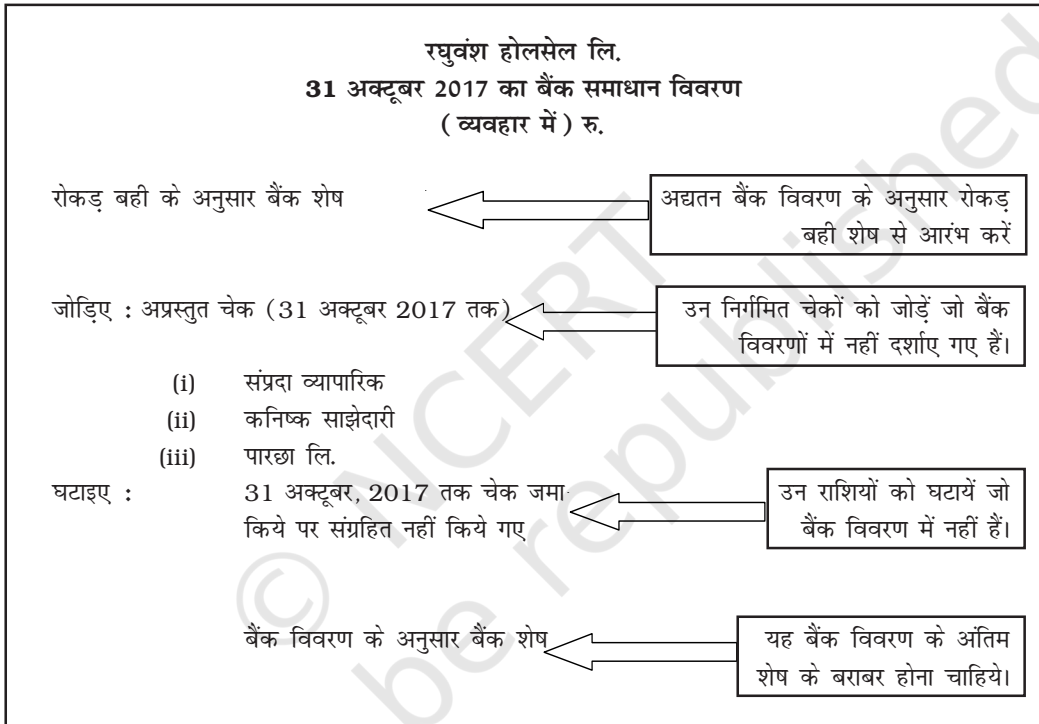 रघुवंश होलसेल लि.
31 अक्टूबर 2017 का बैंक समाधान विवरण
( व्यवहार में ) रु.
रोकड़ बही के अनुसार बैंक शेष
अद्यतन बैंक विवरण के अनुसार रोकड़
बही शेष से आरंभ करें
जोड़िए : अप्रस्तुत चेक (31 अक्टूबर 2017 तक)
उन निर्गमित चेकों को जोड़ें जो बैंक
विवरणों में नहीं दर्शाए गए हैं।
(i) संप्रदा व्यापारिक
(ii) कनिष्क साझेदारी
(iii) पारछा लि.
घटाइए : 31 अक्टूबर, 2017 तक चेक जमा
किये पर संग्रहित नहीं किये गए
उन राशियों को घटायें जो
बैंक विवरण में नहीं हैं।
बैंक विवरण के अनुसार बैंक शेष
यह बैंक विवरण के अंतिम
शेष के बराबर होना चाहिये।
© NCERT
be republished